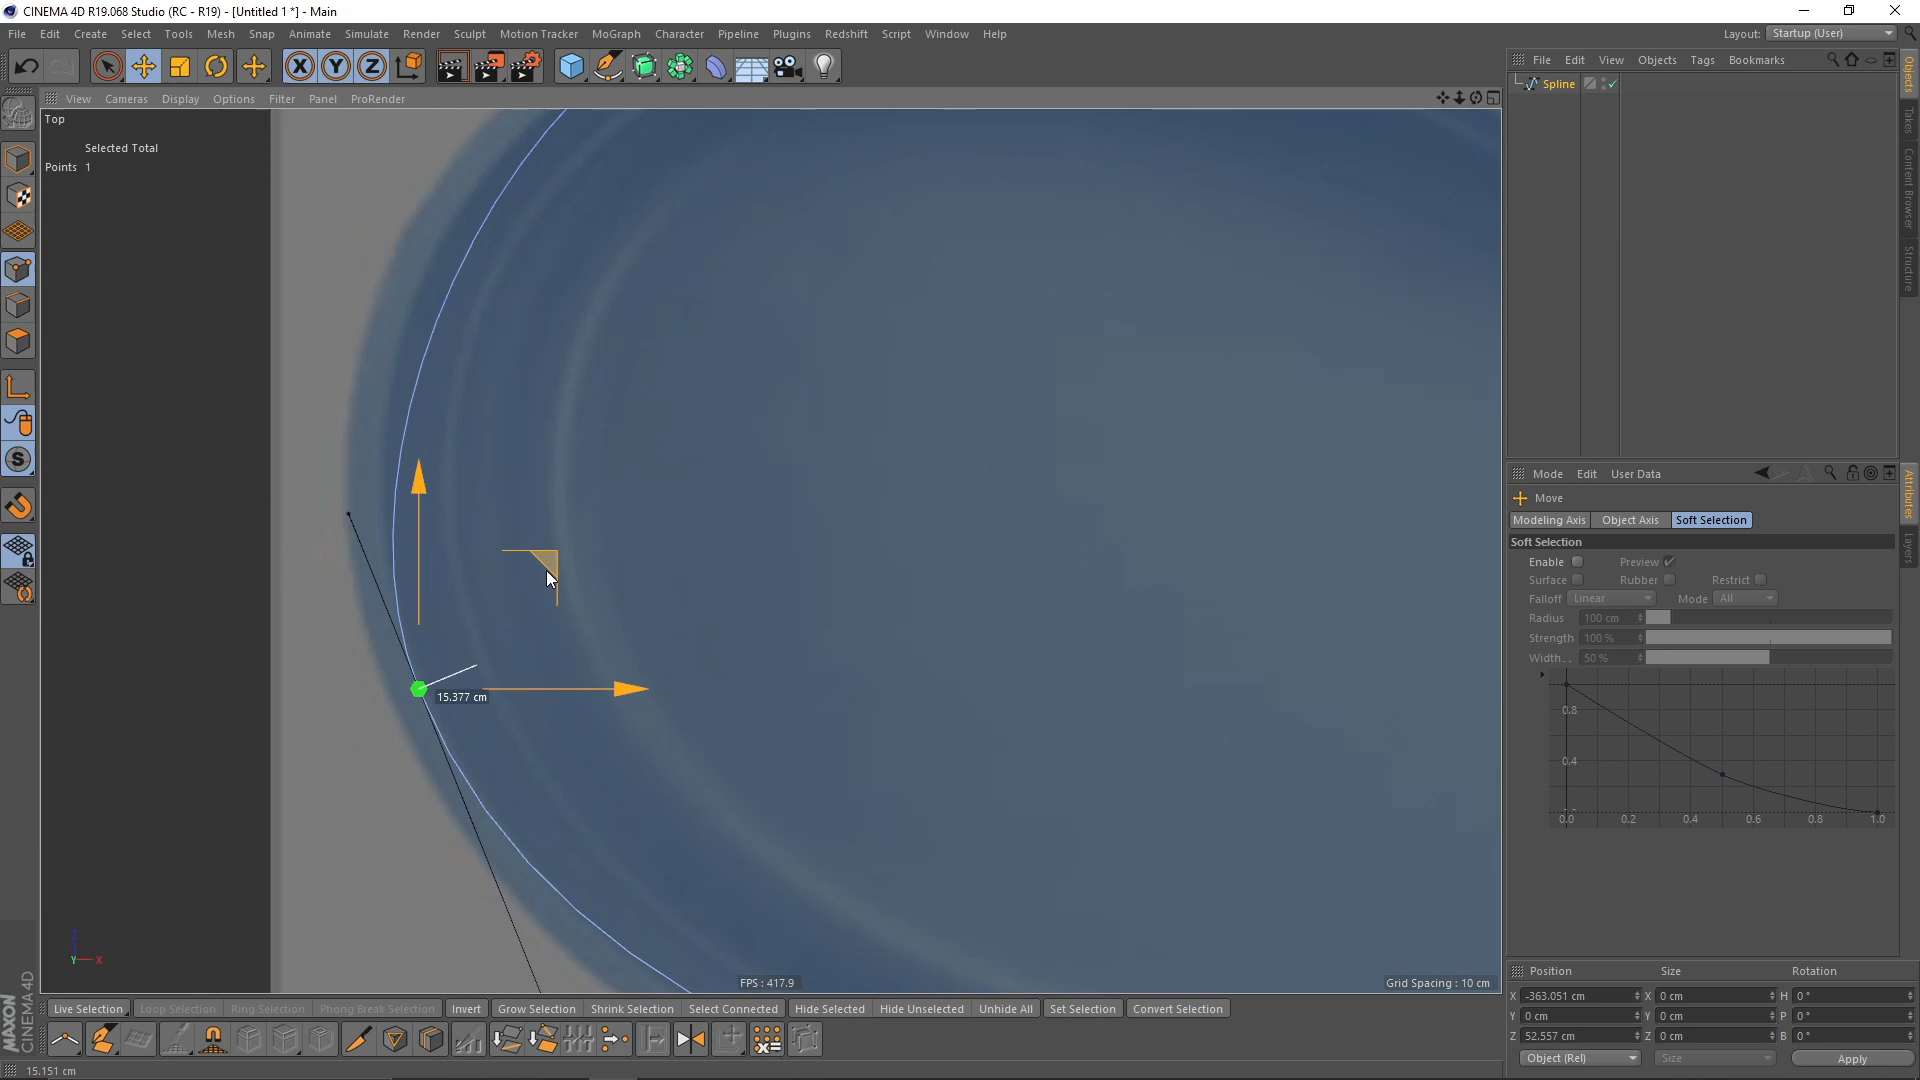 CINEMA 4D R19.068 Studio (RC - R19) - [Untitled 1 *] - Main
File Edit Create Select Tools Mesh Snap Animate Simulate Render Sculpt Motion Tracker MoGraph Character Pipeline Plugins Redshift Script Window Help
Layout: Startup (User)
File Edit View Objects Tags Bookmarks
Spline
Objects
Takes
Content Browser
Structure
View Cameras Display Options Filter Panel ProRender
Top
Selected Total
Points 1
15.377 cm
FPS : 417.9
Grid Spacing : 10 cm
Z
Y X
Mode Edit User Data
Attributes
Layers
Move
Modeling Axis Object Axis Soft Selection
Soft Selection
Enable Preview
Surface Rubber Restrict
Falloff Linear Mode All
Radius 100 cm
Strength 100 %
Width.. 50 %
0.8
0.4
0.0 0.2 0.4 0.6 0.8 1.0
Position Size Rotation
X -363.051 cm X 0 cm H 0 °
Y 0 cm Y 0 cm P 0 °
Z 52.557 cm Z 0 cm B 0 °
Object (Rel) Size Apply
Live Selection Loop Selection Ring Selection Phong Break Selection Invert Grow Selection Shrink Selection Select Connected Hide Selected Hide Unselected Unhide All Set Selection Convert Selection
MAXON
CINEMA 4D
15.151 cm